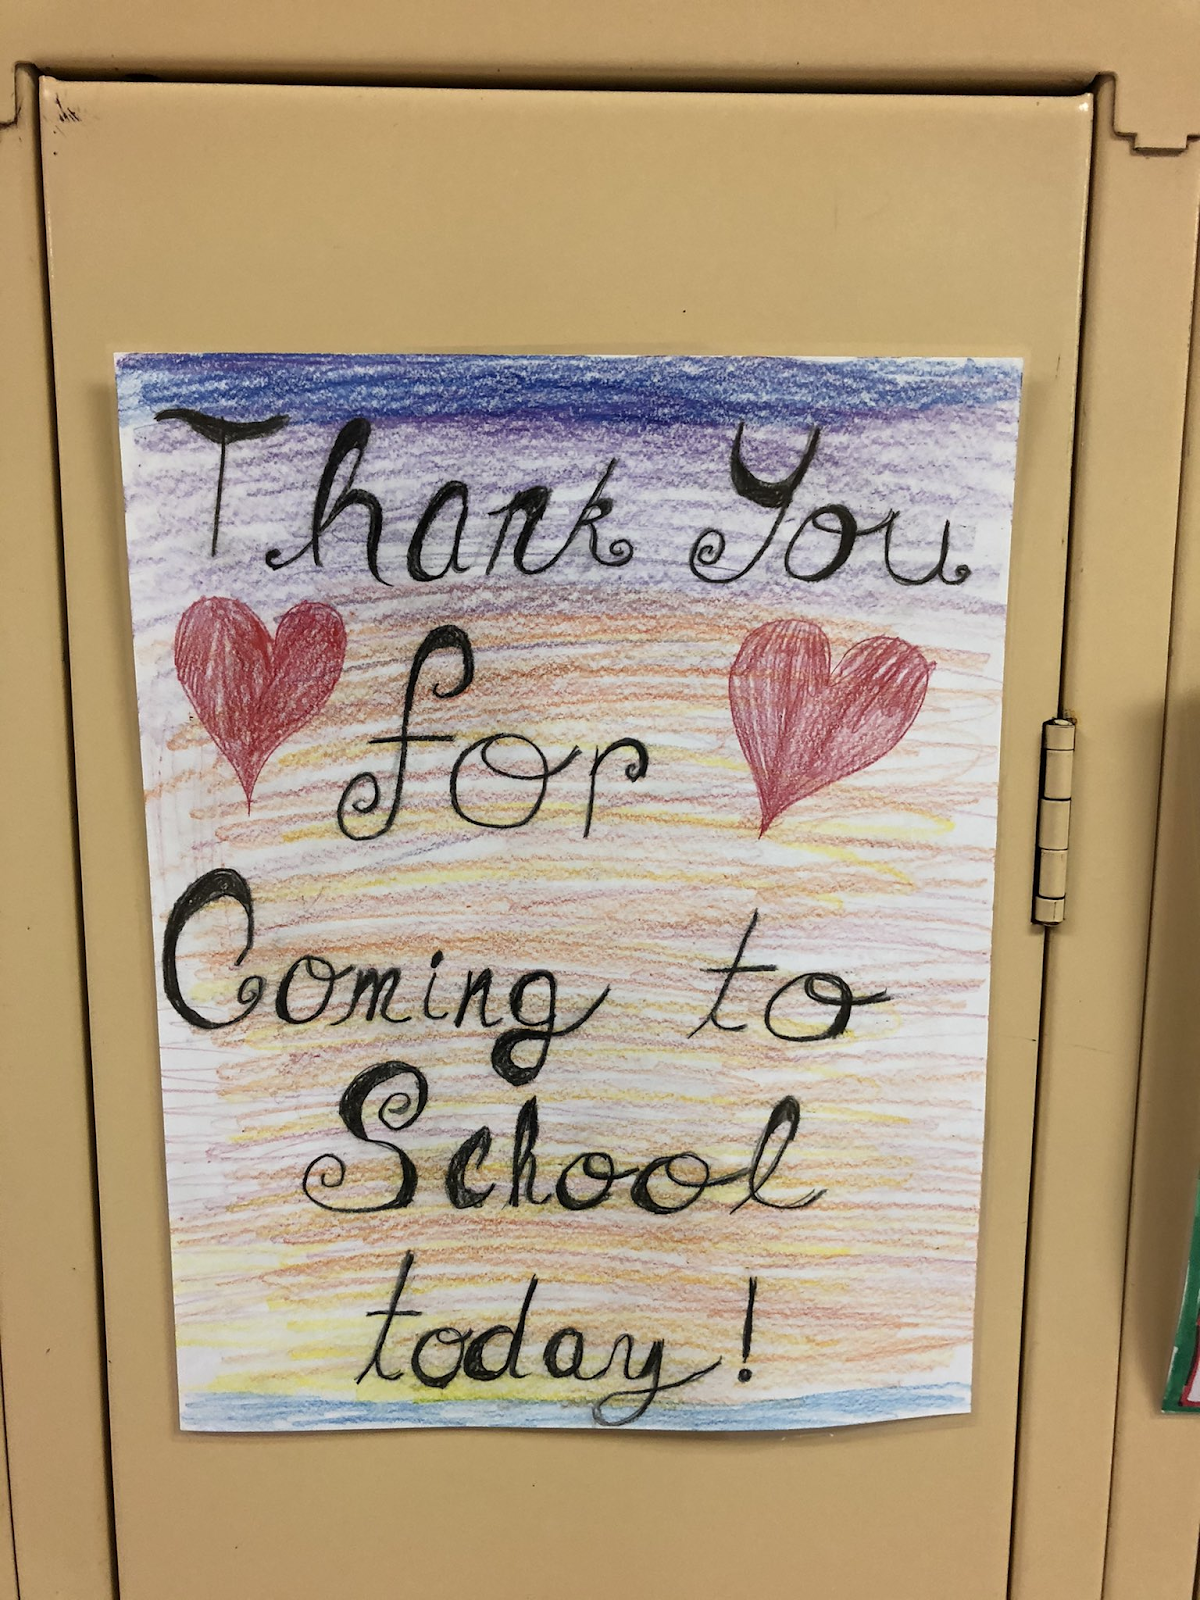 Thank You
for
Coming to
School
today!